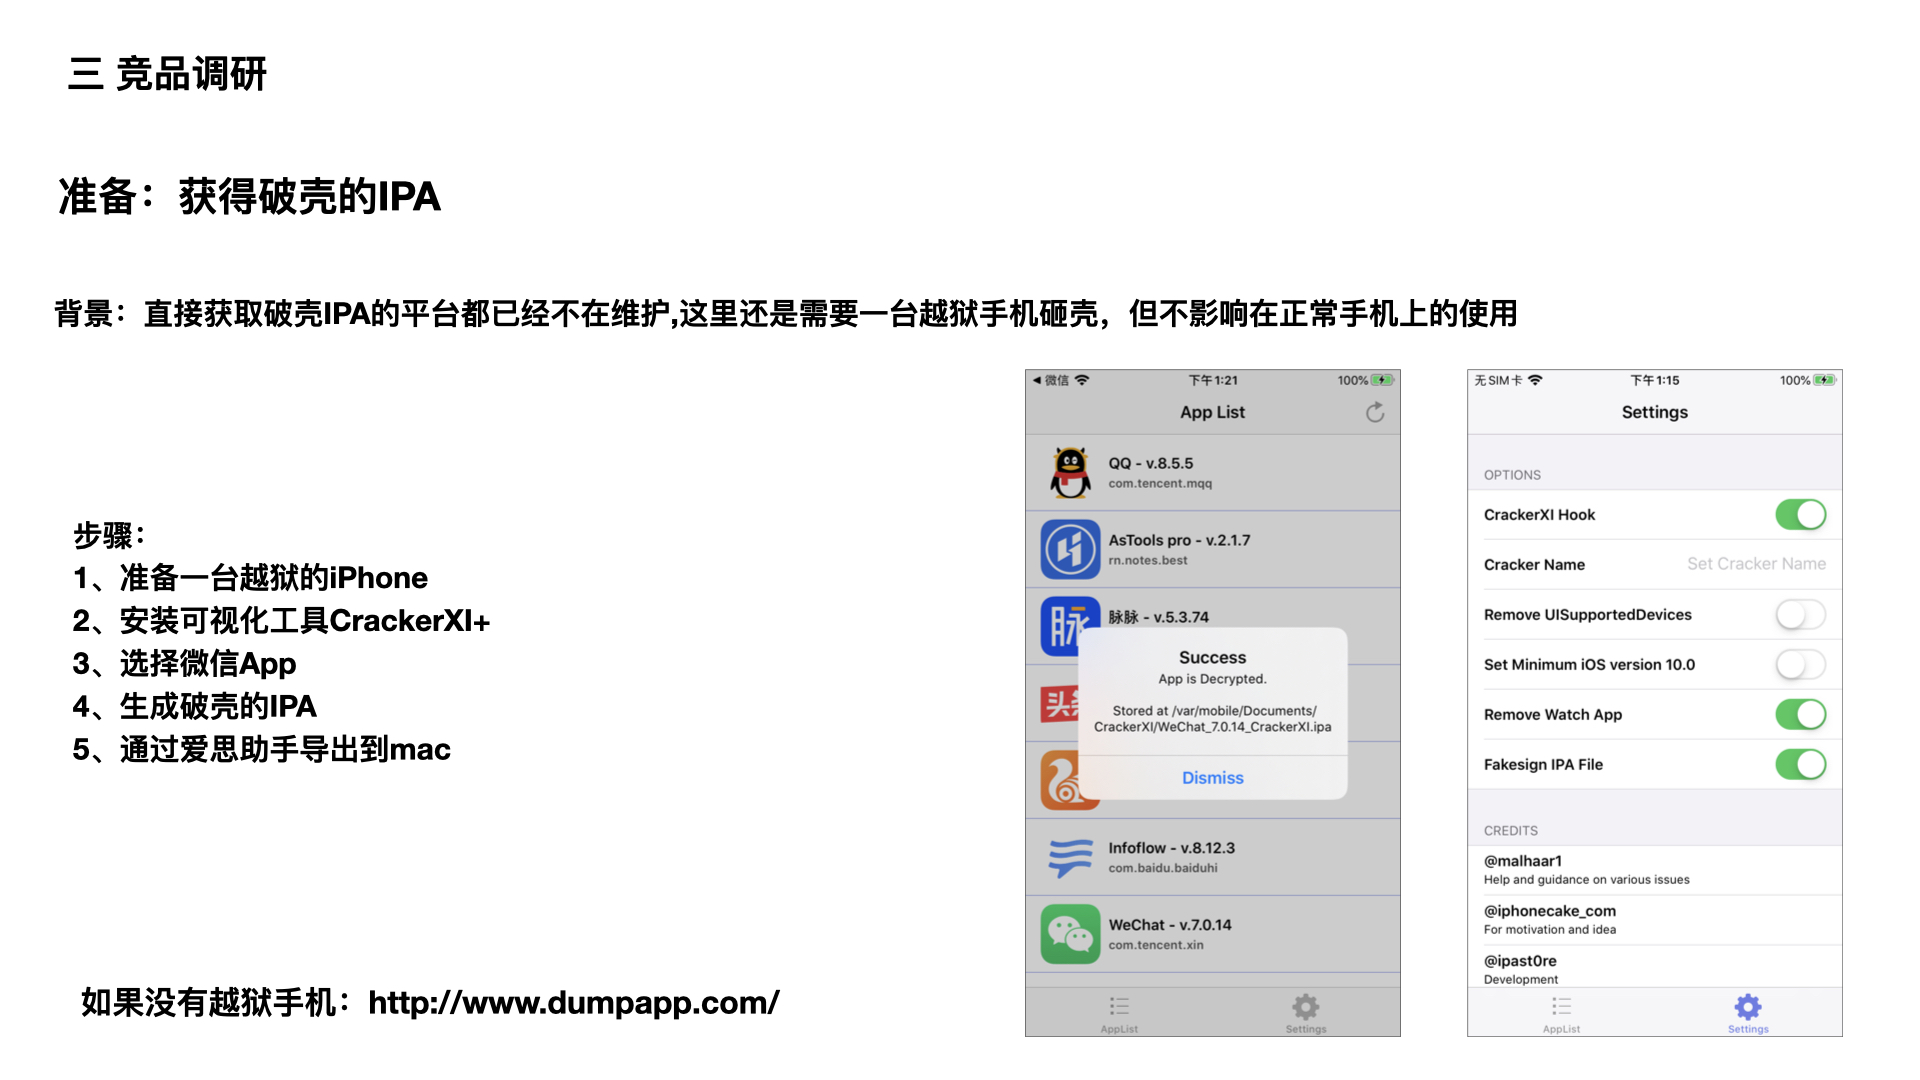 三 竞品调研
准备：获得破壳的IPA
背景：直接获取破壳IPA的平台都已经不在维护,这里还是需要一台越狱手机砸壳，但不影响在正常手机上的使用
步骤：
1、准备一台越狱的iPhone
2、安装可视化工具CrackerXI+
3、选择微信App
4、生成破壳的IPA
5、通过爱思助手导出到mac
如果没有越狱手机：http://www.dumpapp.com/
微信 下午1:21 100%
App List
QQ - v.8.5.5
com.tencent.mqq
AsTools pro - v.2.1.7
rn.notes.best
脉
脉脉 - v.5.3.74
头条
Success
App is Decrypted.
Stored at /var/mobile/Documents/
CrackerXI/WeChat_7.0.14_CrackerXI.ipa
Dismiss
Infoflow - v.8.12.3
com.baidu.baiduhi
WeChat - v.7.0.14
com.tencent.xin
AppList Settings
无SIM卡 下午1:15 100%
Settings
OPTIONS
CrackerXI Hook
Cracker Name Set Cracker Name
Remove UISupportedDevices
Set Minimum iOS version 10.0
Remove Watch App
Fakesign IPA File
CREDITS
@malhaar1
Help and guidance on various issues
@iphonecake_com
For motivation and idea
@ipast0re
Development
AppList Settings